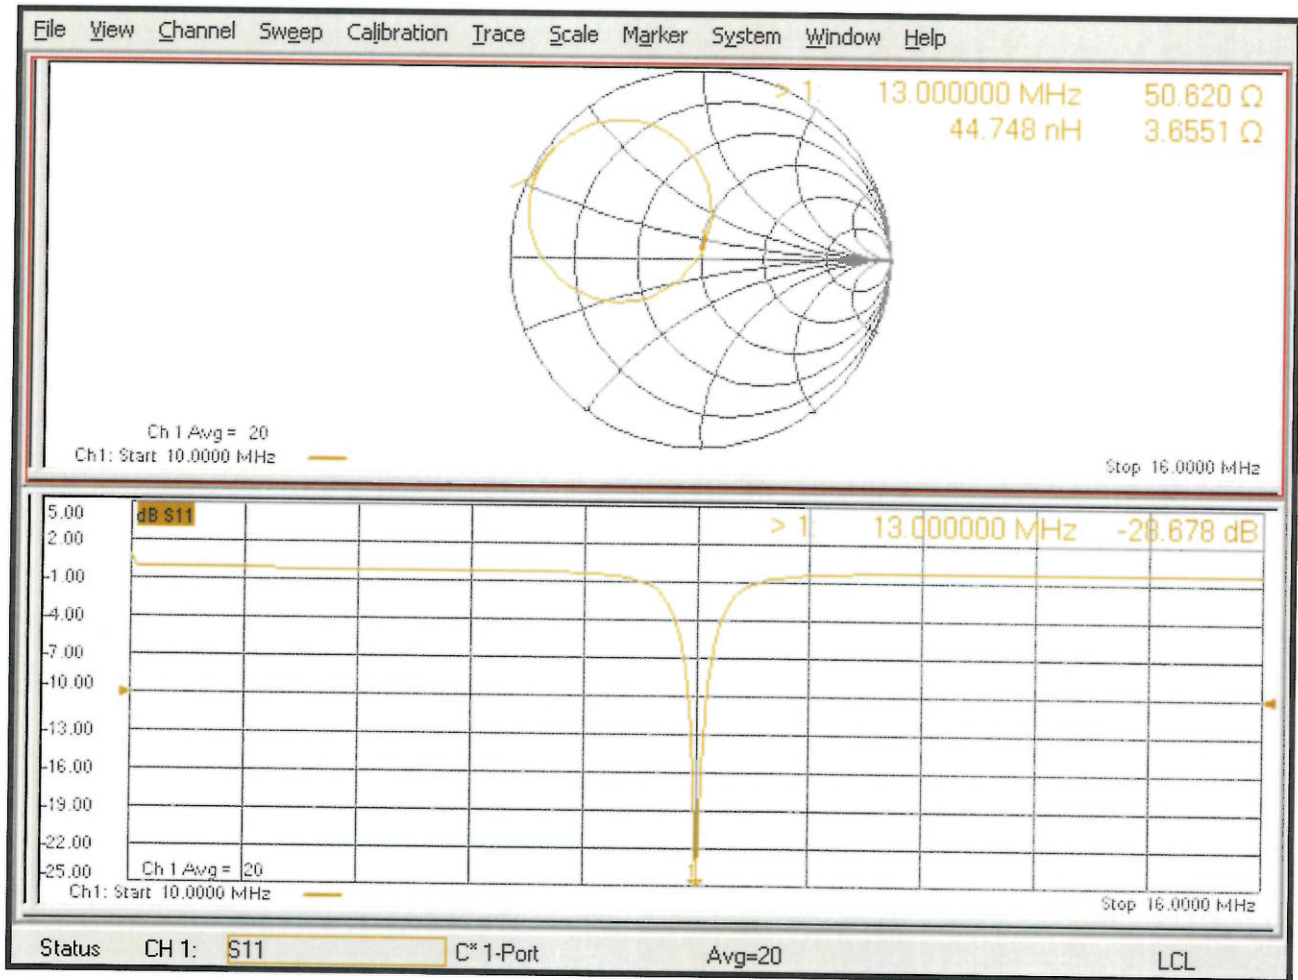 File View Channel Sweep Calibration Trace Scale Marker System Window Help
> 1: 13.000000 MHz 50.620 Ω
44.748 nH 3.6551 Ω
Ch 1 Avg = 20
Ch1: Start 10.0000 MHz
Stop 16.0000 MHz
5.00
dB S11
> 1: 13.000000 MHz -28.678 dB
2.00
-1.00
-4.00
-7.00
-10.00
-13.00
-16.00
-19.00
-22.00
-25.00
1
Ch 1 Avg = 20
Ch1: Start 10.0000 MHz
Stop 16.0000 MHz
Status CH 1: S11 C* 1-Port Avg=20 LCL